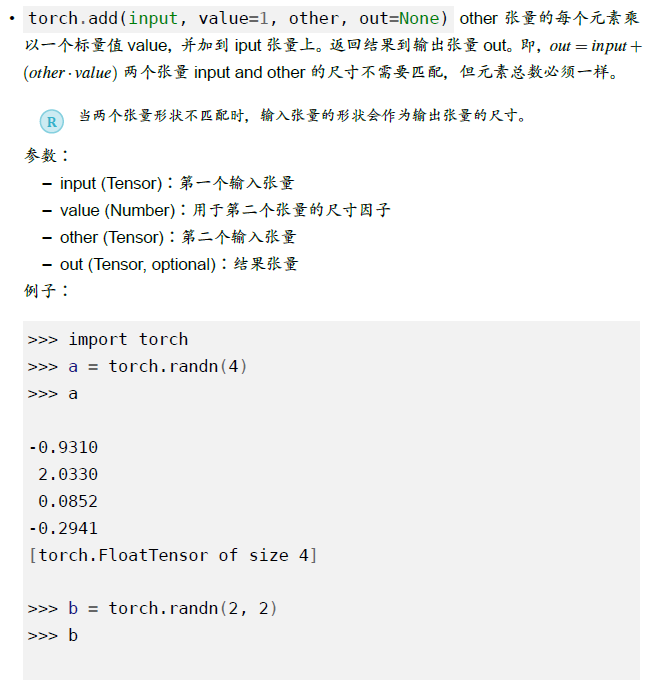 • torch.add(input, value=1, other, out=None) other 张量的每个元素乘
以一个标量值 value, 并加到 iput 张量上。返回结果到输出张量 out。即, out = input +
(other · value) 两个张量 input and other 的尺寸不需要匹配, 但元素总数必须一样。
R 当两个张量形状不匹配时, 输入张量的形状会作为输出张量的尺寸。
参数：
– input (Tensor)：第一个输入张量
– value (Number)：用于第二个张量的尺寸因子
– other (Tensor)：第二个输入张量
– out (Tensor, optional)：结果张量
例子：
>>> import torch
>>> a = torch.randn(4)
>>> a
-0.9310
2.0330
0.0852
-0.2941
[torch.FloatTensor of size 4]
>>> b = torch.randn(2, 2)
>>> b